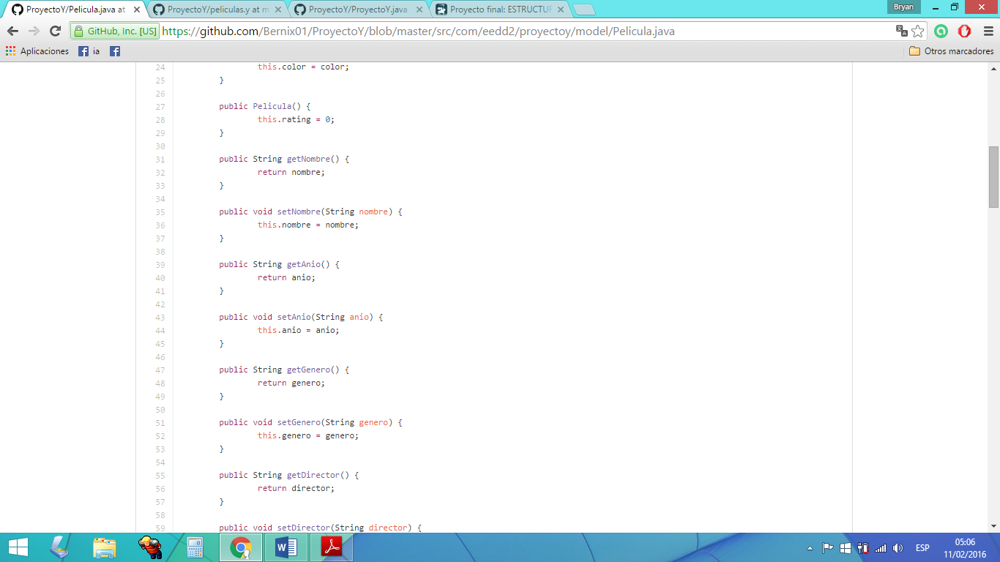 ProyectoY/Pelicula.java at
ProyectoY/peliculas.y at m
ProyectoY/ProyectoY.java
Proyecto final: ESTRUCTUR
Bryan
GitHub, Inc. [US]
https://github.com/Bernix01/ProyectoY/blob/master/src/com/eedd2/proyectoy/model/Pelicula.java
Aplicaciones
ia
Otros marcadores
24 this.color = color;
25 }
26
27 public Pelicula() {
28 this.rating = 0;
29 }
30
31 public String getNombre() {
32 return nombre;
33 }
34
35 public void setNombre(String nombre) {
36 this.nombre = nombre;
37 }
38
39 public String getAnio() {
40 return anio;
41 }
42
43 public void setAnio(String anio) {
44 this.anio = anio;
45 }
46
47 public String getGenero() {
48 return genero;
49 }
50
51 public void setGenero(String genero) {
52 this.genero = genero;
53 }
54
55 public String getDirector() {
56 return director;
57 }
58
59 public void setDirector(String director) {
ESP
05:06
11/02/2016